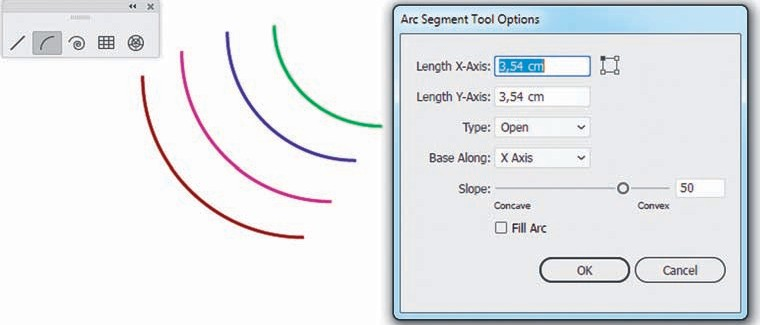 Arc Segment Tool Options
Length X-Axis: 3,54 cm
Length Y-Axis: 3,54 cm
Type: Open
Base Along: X Axis
Slope: 50
Concave Convex
Fill Arc
OK Cancel